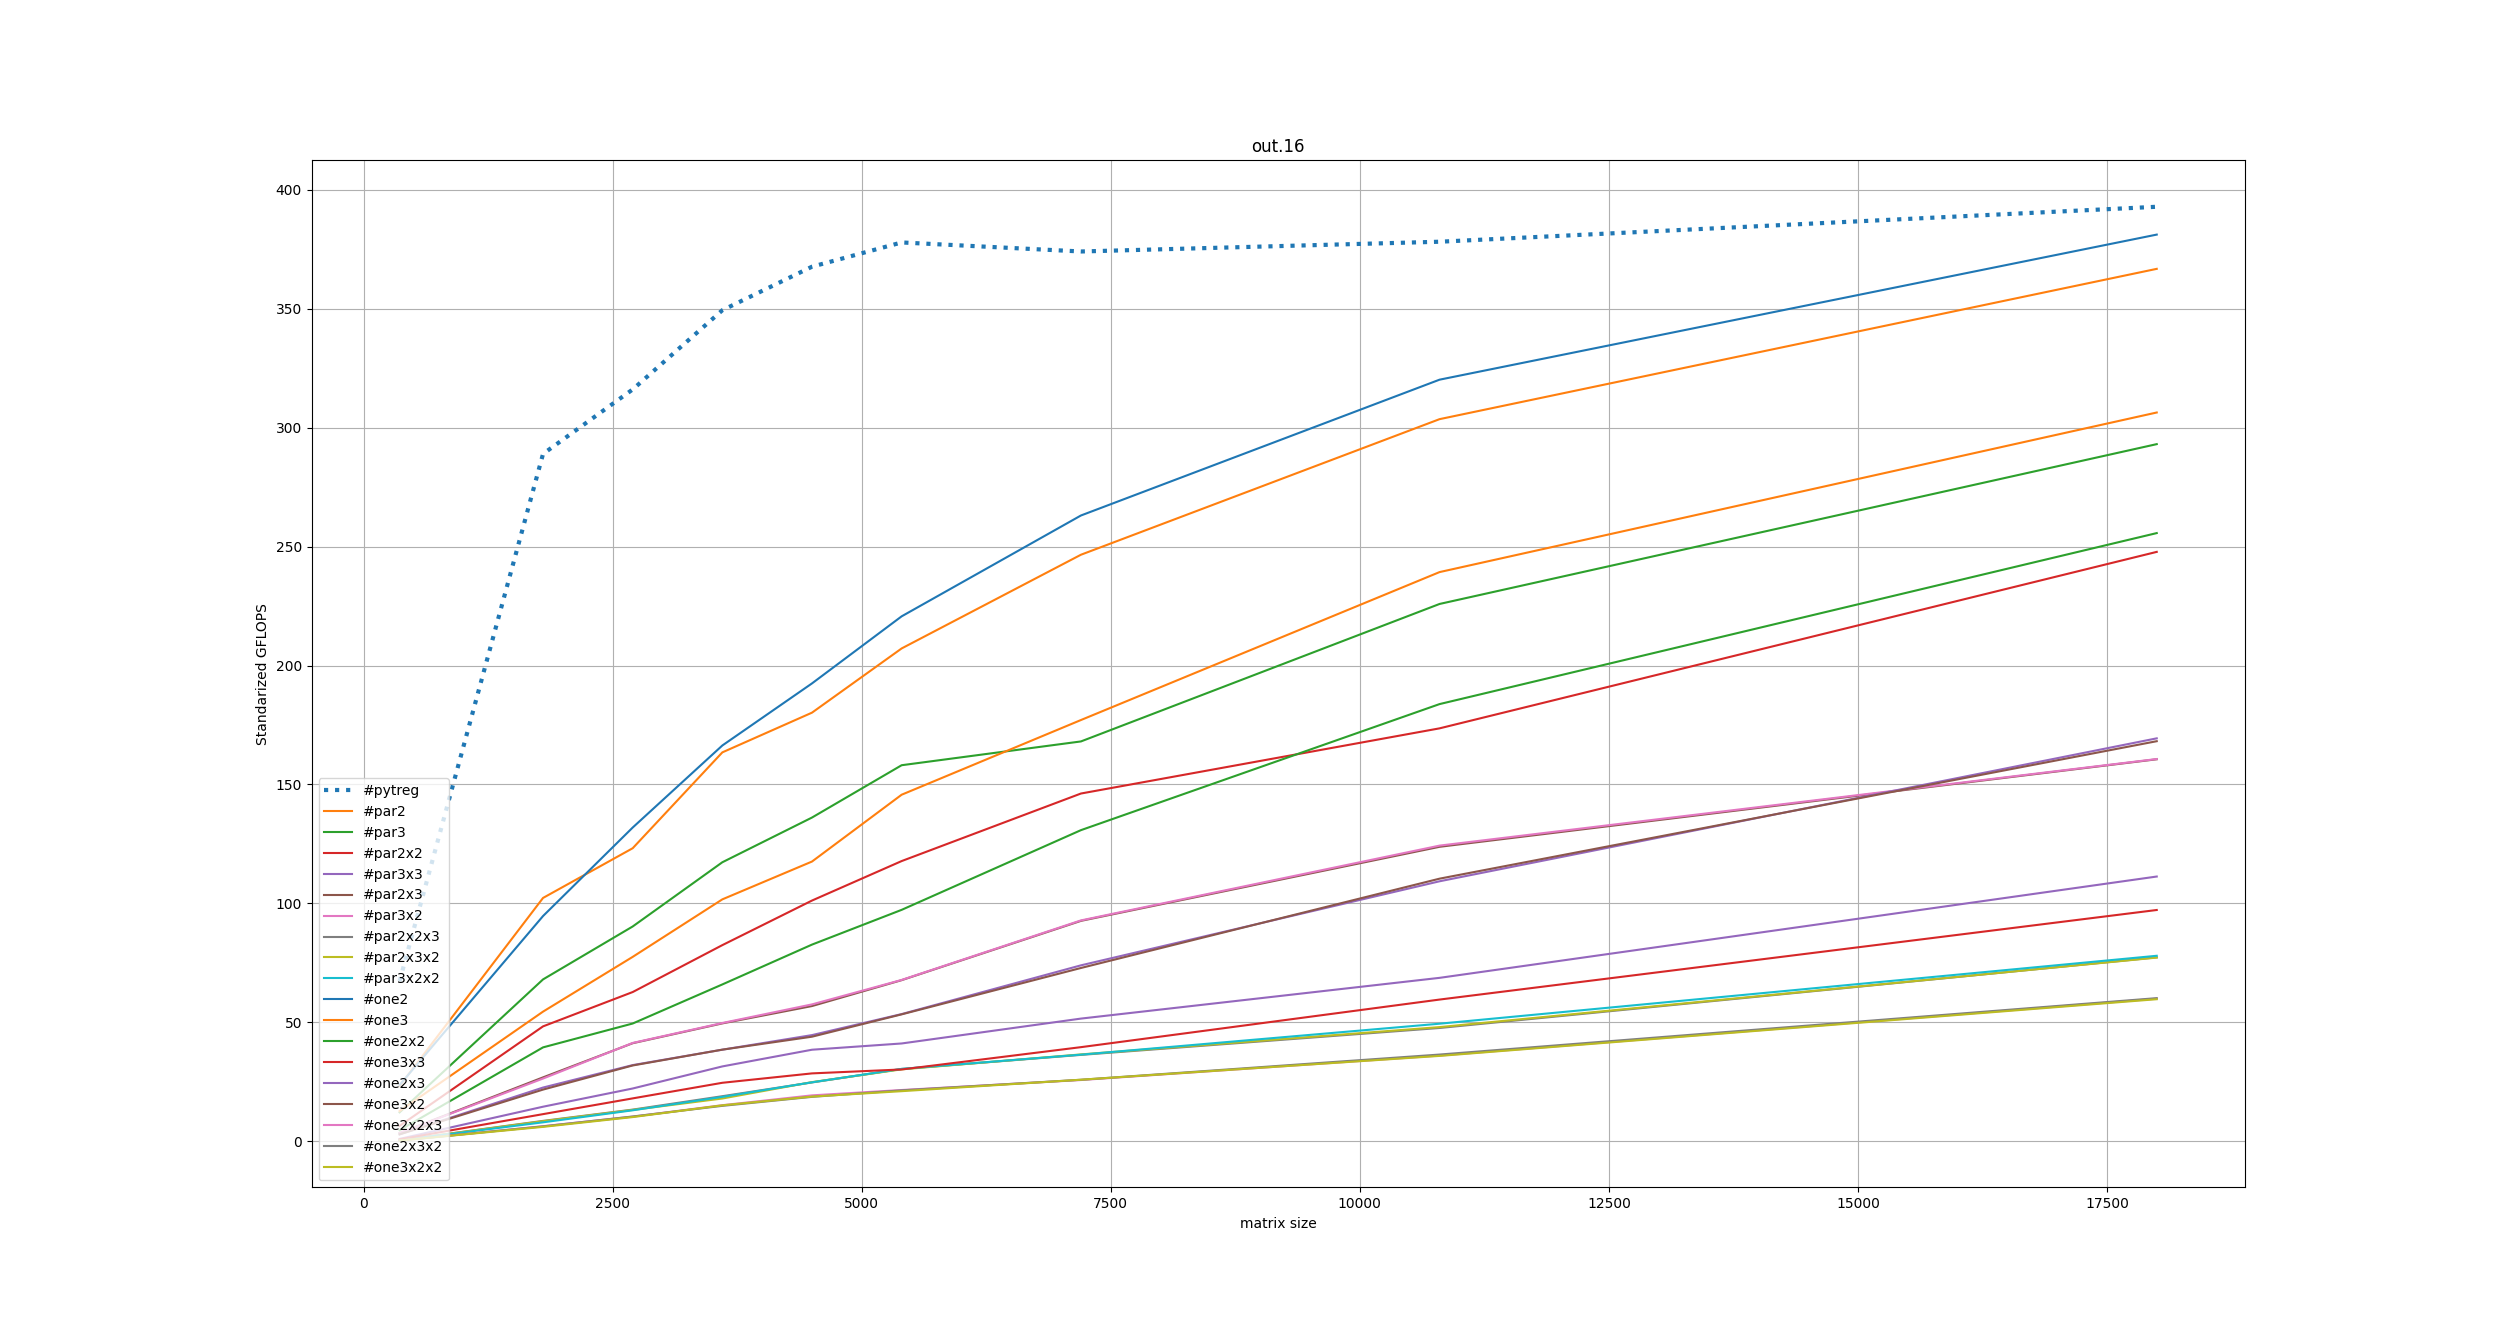 out.16
400
350
300
250
200
150
100
50
0
Standarized GFLOPS
#pytreg
#par2
#par3
#par2x2
#par3x3
#par2x3
#par3x2
#par2x2x3
#par2x3x2
#par3x2x2
#one2
#one3
#one2x2
#one3x3
#one2x3
#one3x2
#one2x2x3
#one2x3x2
#one3x2x2
0 2500 5000 7500 10000 12500 15000 17500
matrix size